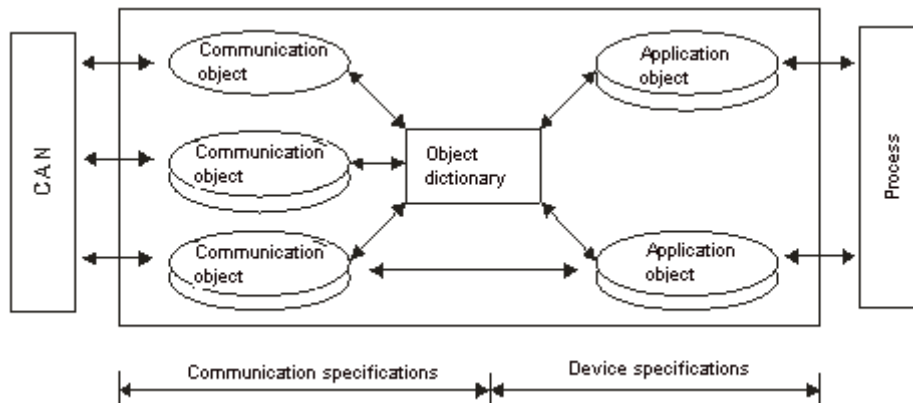 CAN
Communication
object
Communication
object
Communication
object
Object
dictionary
Application
object
Application
object
Process
Communication specifications
Device specifications